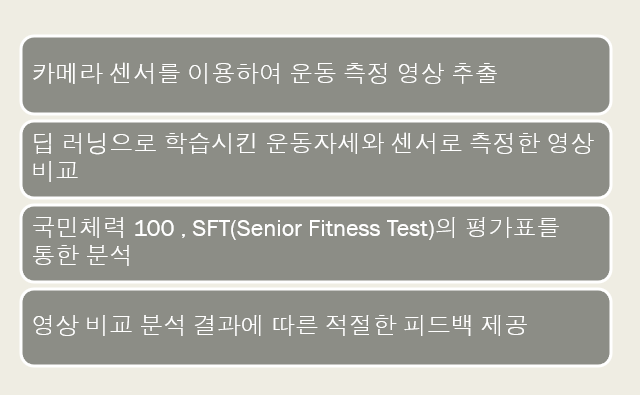 카메라 센서를 이용하여 운동 측정 영상 추출
딥 러닝으로 학습시킨 운동자세와 센서로 측정한 영상
비교
국민체력 100 , SFT(Senior Fitness Test)의 평가표를
통한 분석
영상 비교 분석 결과에 따른 적절한 피드백 제공